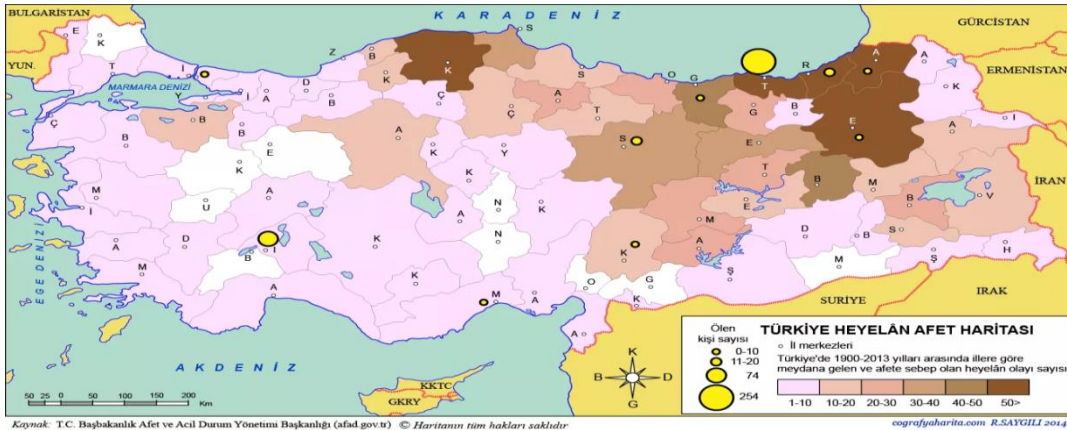 BULGARİSTAN
KARADENİZ
GÜRCİSTAN
YUN.
ERMENİSTAN
MARMARA DENİZİ
İRAN
EGE DENİZİ
SURİYE
IRAK
AKDENİZ
KKTC
GKRY
K
B D
G
50 25 0 50 100 150 200
Km
Ölen
kişi sayısı
0-10
11-20
74
254
TÜRKİYE HEYELÂN AFET HARİTASI
İl merkezleri
Türkiye'de 1900-2013 yılları arasında illere göre
meydana gelen ve afete sebep olan heyelân olayı sayısı
1-10 10-20 20-30 30-40 40-50 50>
Kaynak: T.C. Başbakanlık Afet ve Acil Durum Yönetimi Başkanlığı (afad.gov.tr) © Haritanın tüm hakları saklıdır
cografyaharita.com R.SAYGILI 2014